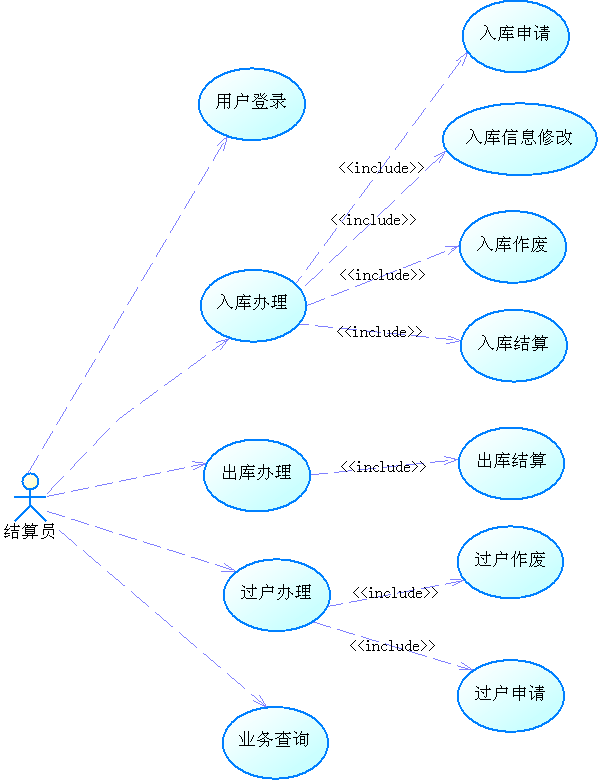 入库申请
用户登录
入库信息修改
<<include>>
<<include>>
入库作废
<<include>>
入库办理
<<include>>
入库结算
出库办理
<<include>>
出库结算
结算员
过户办理
<<include>>
过户作废
<<include>>
过户申请
业务查询